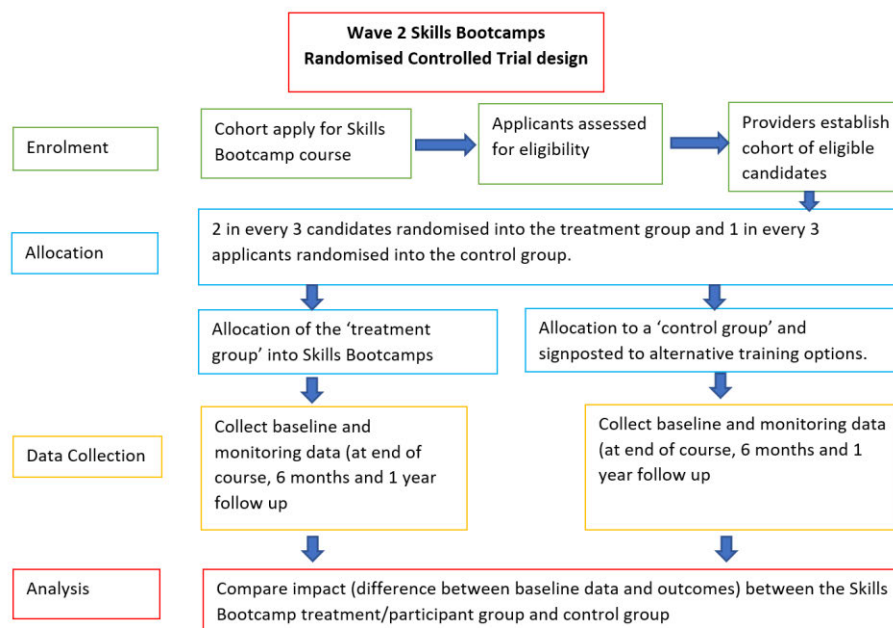 Wave 2 Skills Bootcamps
Randomised Controlled Trial design
Enrolment
Cohort apply for Skills
Bootcamp course
Applicants assessed
for eligibility
Providers establish
cohort of eligible
candidates
Allocation
2 in every 3 candidates randomised into the treatment group and 1 in every 3
applicants randomised into the control group.
Allocation of the ‘treatment
group’ into Skills Bootcamps
Allocation to a ‘control group’ and
signposted to alternative training options.
Data Collection
Collect baseline and
monitoring data (at end of
course, 6 months and 1 year
follow up
Collect baseline and monitoring data
(at end of course, 6 months and 1
year follow up
Analysis
Compare impact (difference between baseline data and outcomes) between the Skills
Bootcamp treatment/participant group and control group